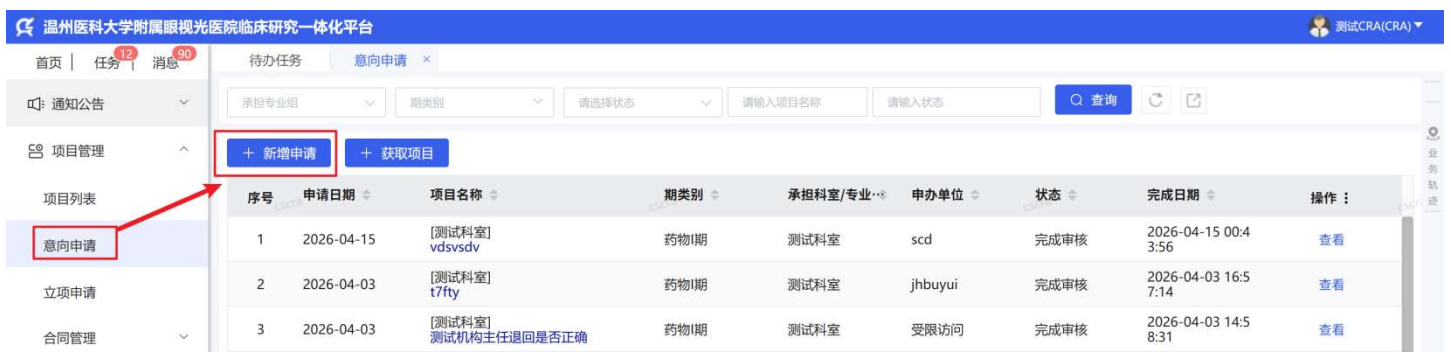 温州医科大学附属眼视光医院临床研究一体化平台
测试CRA(CRA)
首页 任务 12 消息 90
待办任务 意向申请 ×
通知公告
承担专业组 期类别 请选择状态 请输入项目名称 请输入状态 查询
项目管理
+ 新增申请 + 获取项目
业务轨迹
项目列表
意向申请
立项申请
合同管理
序号 申请日期 项目名称 期类别 承担科室/专业… 申办单位 状态 完成日期 操作
1 2026-04-15 [测试科室] vdsvsdv 药物I期 测试科室 scd 完成审核 2026-04-15 00:4 3:56 查看
2 2026-04-03 [测试科室] t7fty 药物I期 测试科室 jhbuyui 完成审核 2026-04-03 16:5 7:14 查看
3 2026-04-03 [测试科室] 测试机构主任退回是否正确 药物I期 测试科室 受限访问 完成审核 2026-04-03 14:5 8:31 查看